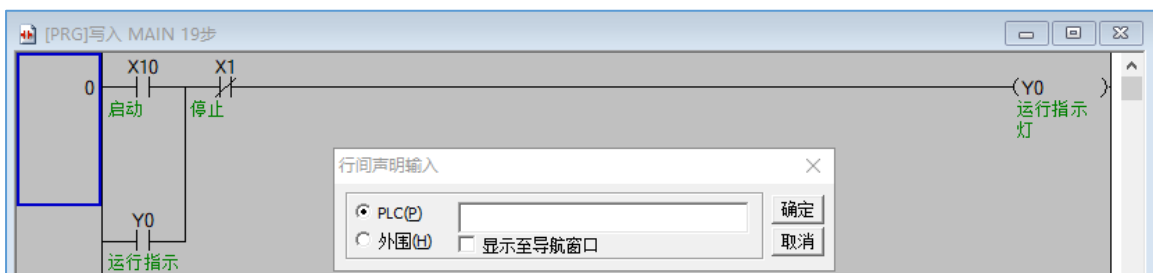 [PRG]写入 MAIN 19步
X10 X1
0 (Y0 )
启动 停止 运行指示
灯
行间声明输入
PLC(P) 确定
外围(H) 显示至导航窗口 取消
Y0
运行指示